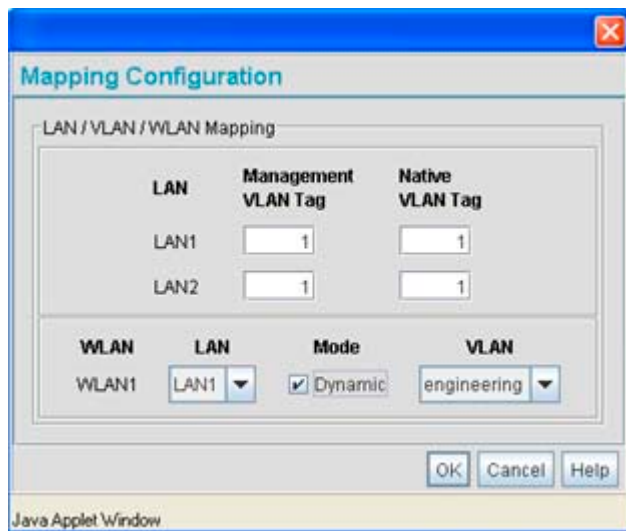 Mapping Configuration
LAN / VLAN / WLAN Mapping
LAN Management VLAN Tag Native VLAN Tag
LAN1 1 1
LAN2 1 1
WLAN LAN Mode VLAN
WLAN1 LAN1 Dynamic engineering
OK Cancel Help
Java Applet Window